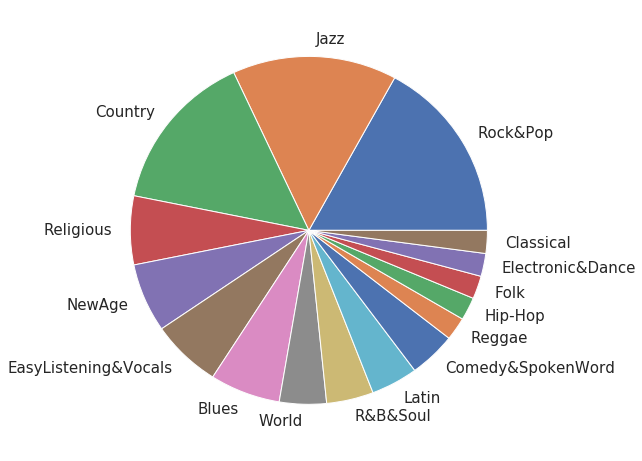 Jazz
Country
Rock&Pop
Religious
Classical
Electronic&Dance
Folk
NewAge
Hip-Hop
Reggae
EasyListening&Vocals
Comedy&SpokenWord
Latin
Blues
R&B&Soul
World